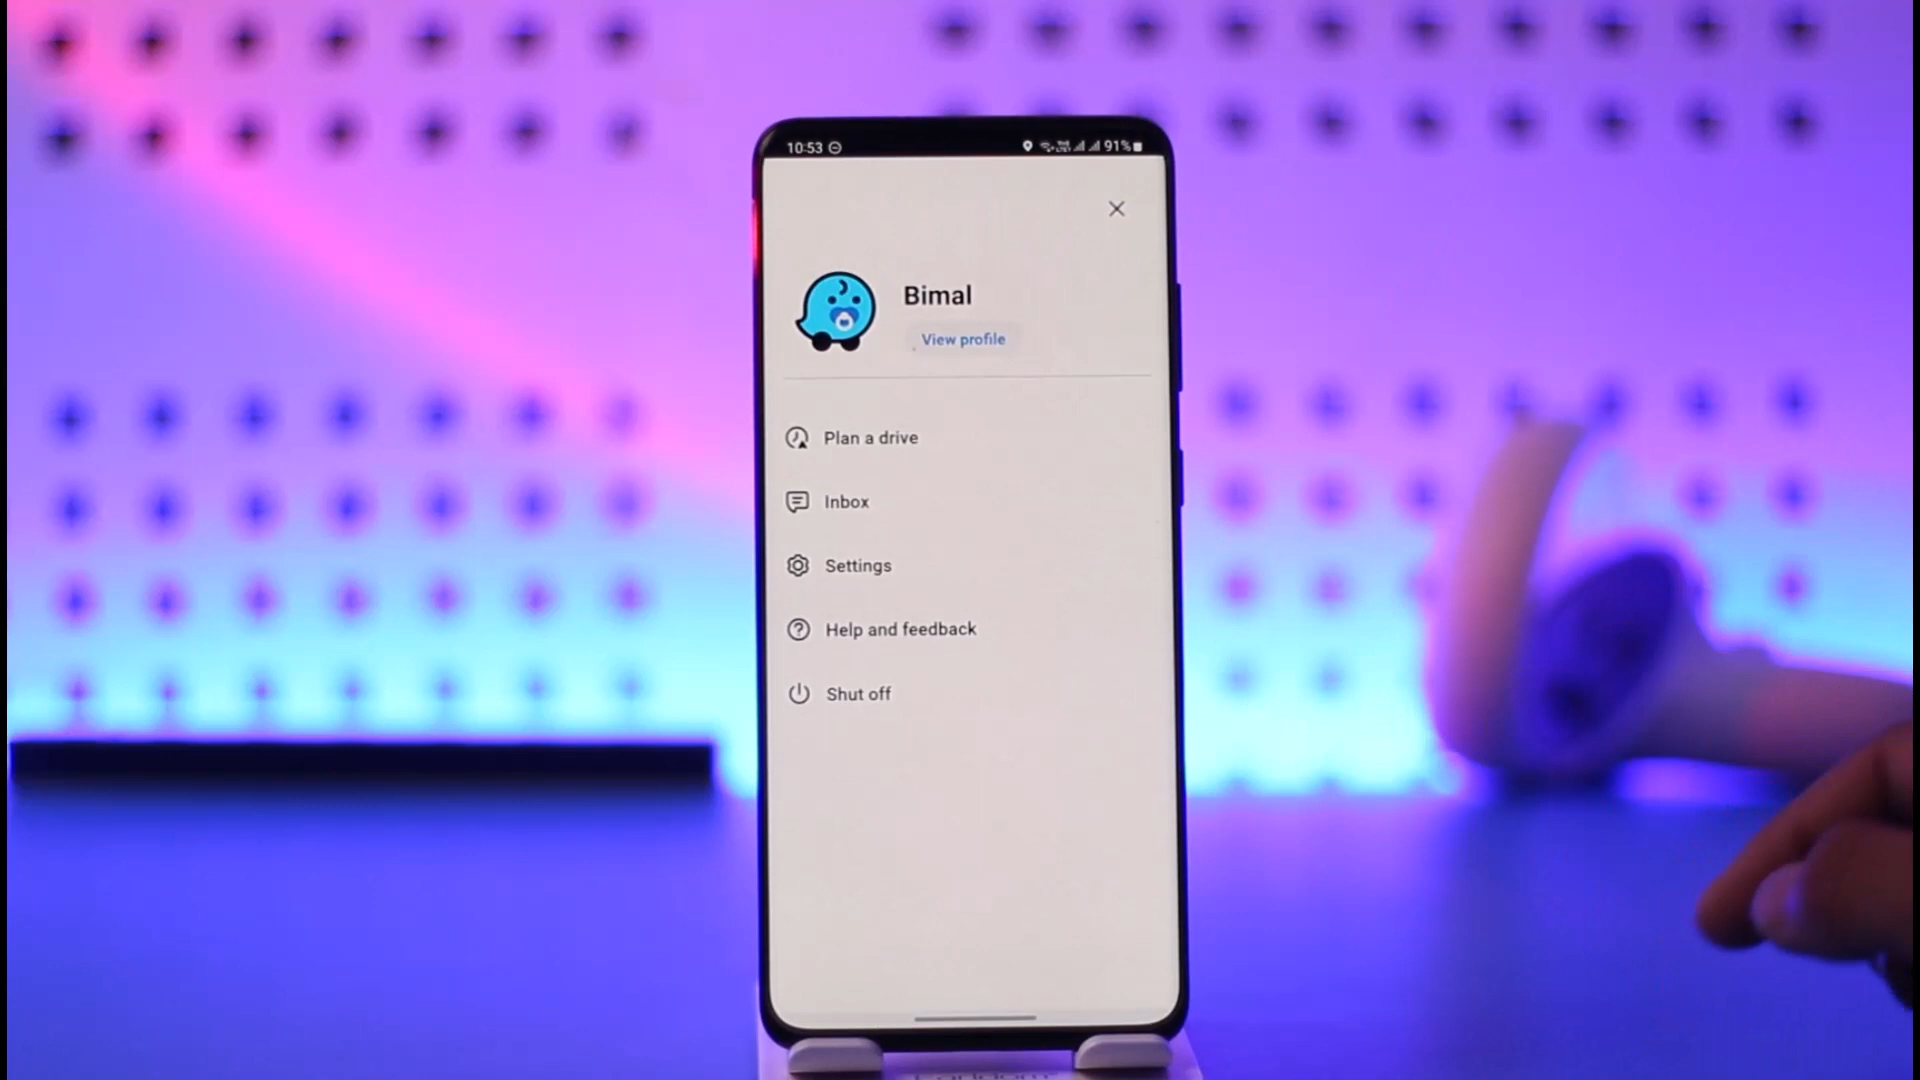 10:53
91%
Bimal
View profile
Plan a drive
Inbox
Settings
Help and feedback
Shut off